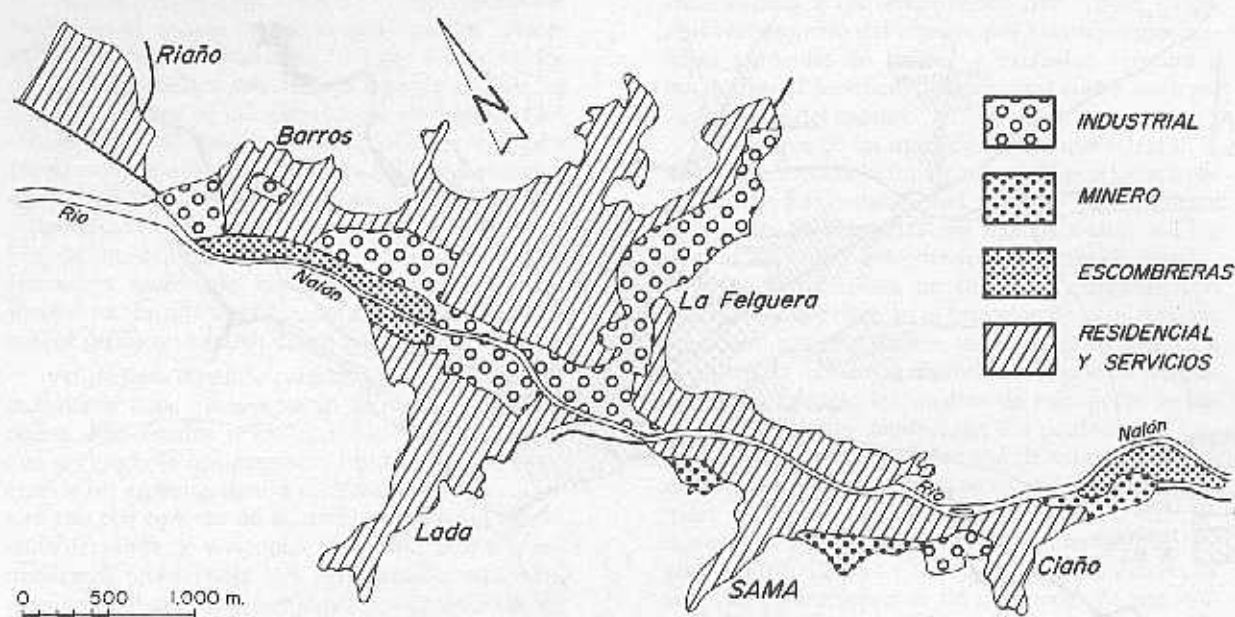 Riaño
Barros
Río
Nalón
La Felguera
Lada
SAMA
Río
Nalón
Ciaño
N
INDUSTRIAL
MINERO
ESCOMBRERAS
RESIDENCIAL
Y SERVICIOS
0 500 1.000 m.